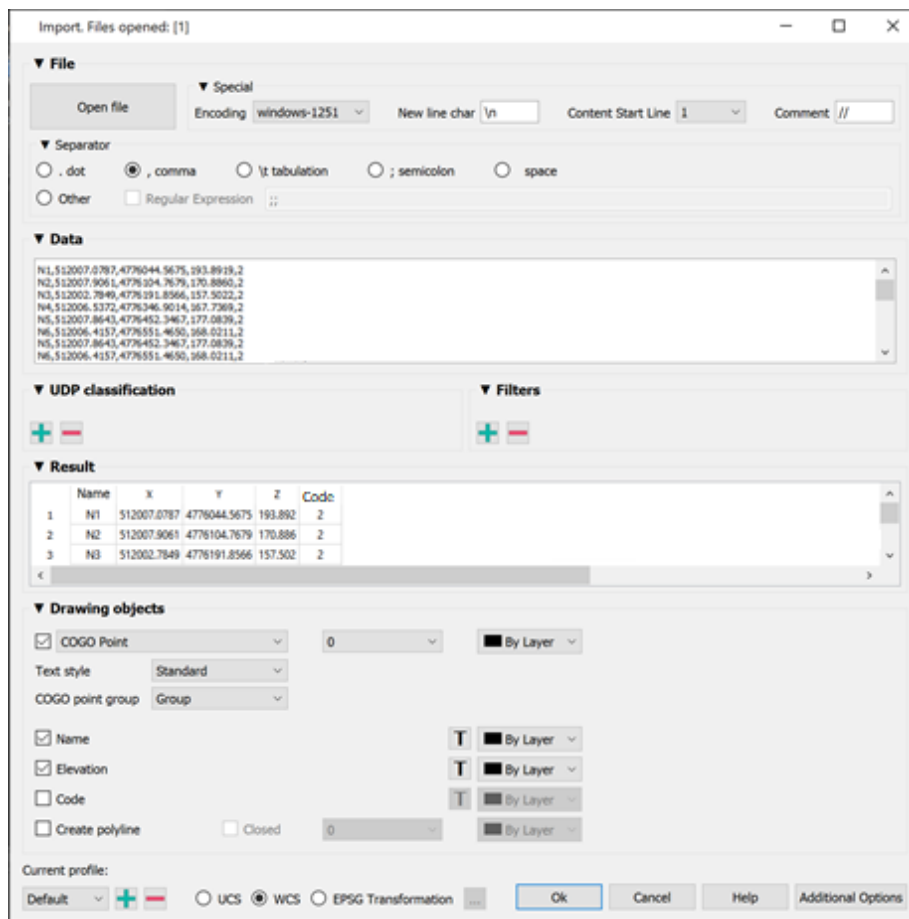 Import. Files opened: [1]
▼ File
Open file
▼ Special
Encoding windows-1251 New line char \n Content Start Line 1 Comment //
▼ Separator
. dot , comma \t tabulation ; semicolon space
Other Regular Expression ;;
▼ Data
N1,512007.0787,4776044.5675,193.8919,2
N2,512007.9061,4776104.7679,170.8860,2
N3,512002.7849,4776191.8566,157.5022,2
N4,512006.5372,4776346.9014,167.7369,2
N5,512007.8643,4776452.3467,177.0839,2
N6,512006.4157,4776551.4650,168.0211,2
N5,512007.8643,4776452.3467,177.0839,2
N6,512006.4157,4776551.4650,168.0211,2
▼ UDP classification ▼ Filters
▼ Result
Name X Y Z Code
1 N1 512007.0787 4776044.5675 193.892 2
2 N2 512007.9061 4776104.7679 170.886 2
3 N3 512002.7849 4776191.8566 157.502 2
▼ Drawing objects
COGO Point 0 By Layer
Text style Standard
COGO point group Group
Name T By Layer
Elevation T By Layer
Code T By Layer
Create polyline Closed 0 By Layer
Current profile:
Default UCS WCS EPSG Transformation ... Ok Cancel Help Additional Options